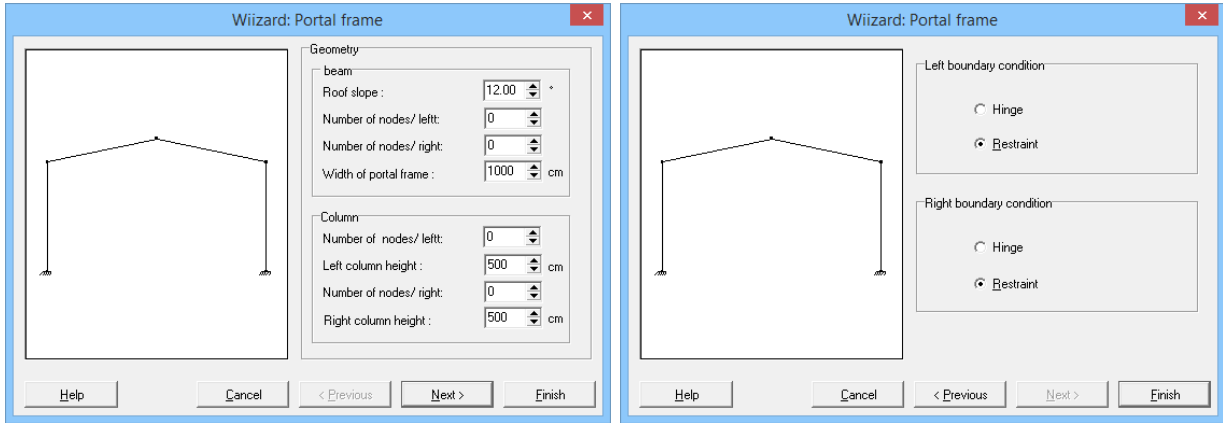 Wiizard: Portal frame
Geometry
beam
Roof slope : 12.00 °
Number of nodes/ leftt: 0
Number of nodes/ right: 0
Width of portal frame : 1000 cm
Column
Number of nodes/ leftt: 0
Left column height : 500 cm
Number of nodes/ right: 0
Right column height : 500 cm
Help Cancel < Previous Next > Finish
Wiizard: Portal frame
Left boundary condition
Hinge
Restraint
Right boundary condition
Hinge
Restraint
Help Cancel < Previous Next > Finish